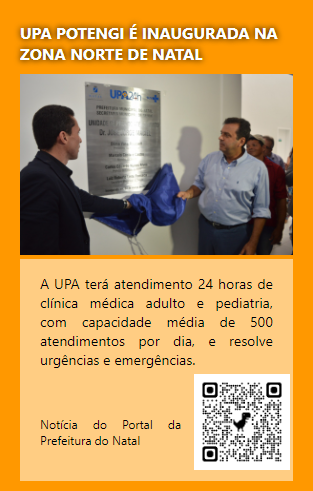 UPA POTENGI É INAUGURADA NA
ZONA NORTE DE NATAL
UPA24h
A UPA terá atendimento 24 horas de
clínica médica adulto e pediatria,
com capacidade média de 500
atendimentos por dia, e resolve
urgências e emergências.
Notícia do Portal da
Prefeitura do Natal